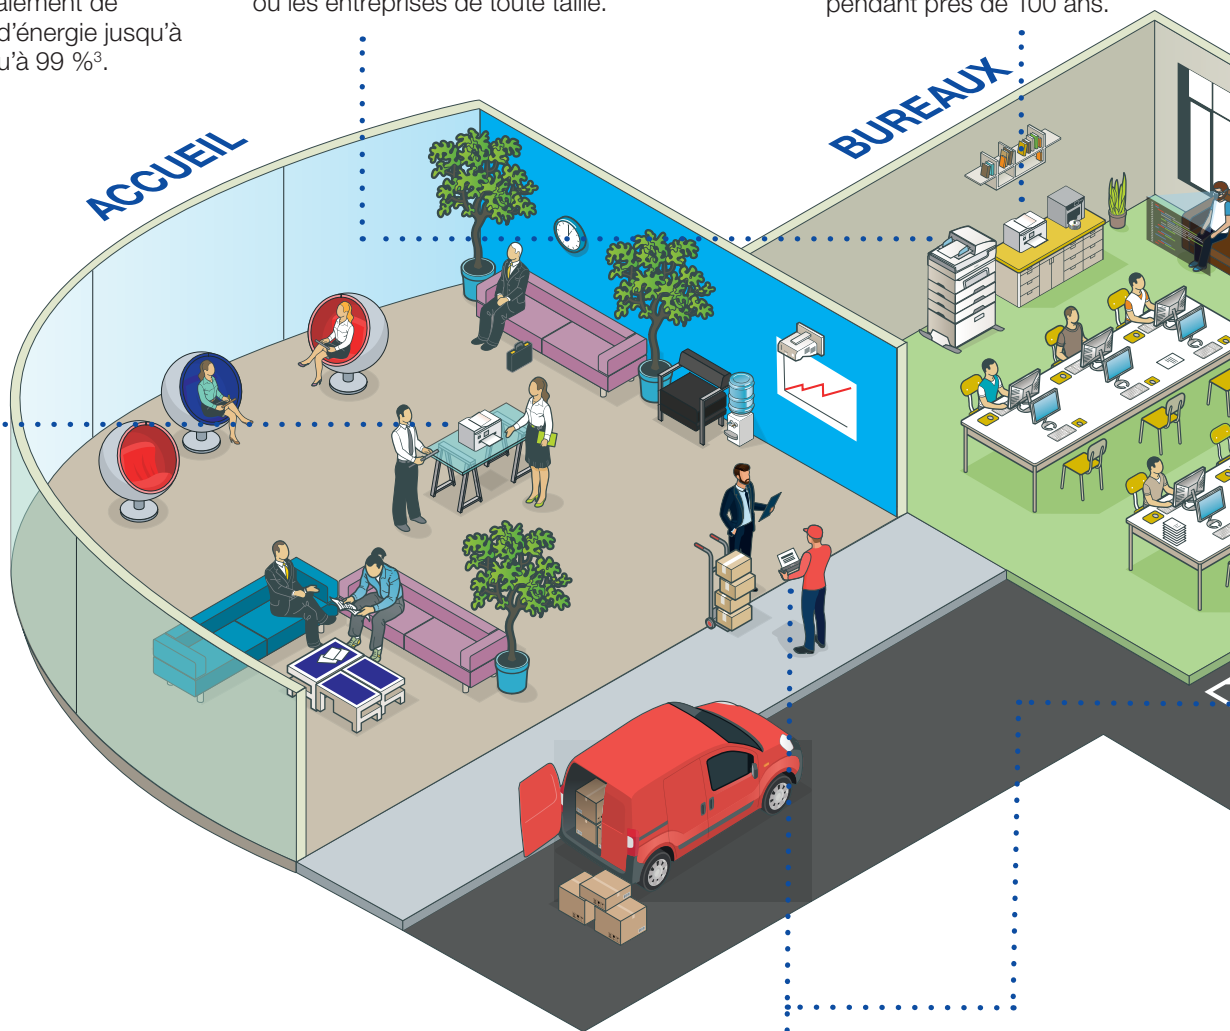 d'énergie jusqu'à
u'à 99 %³.
ou les entreprises de toute taille.
pendant près de 100 ans.
ACCUEIL
BUREAUX